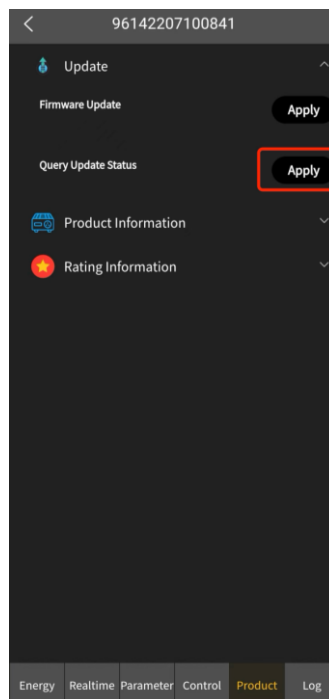 96142207100841
Update
Firmware Update Apply
Query Update Status Apply
Product Information
Rating Information
Energy Realtime Parameter Control Product Log